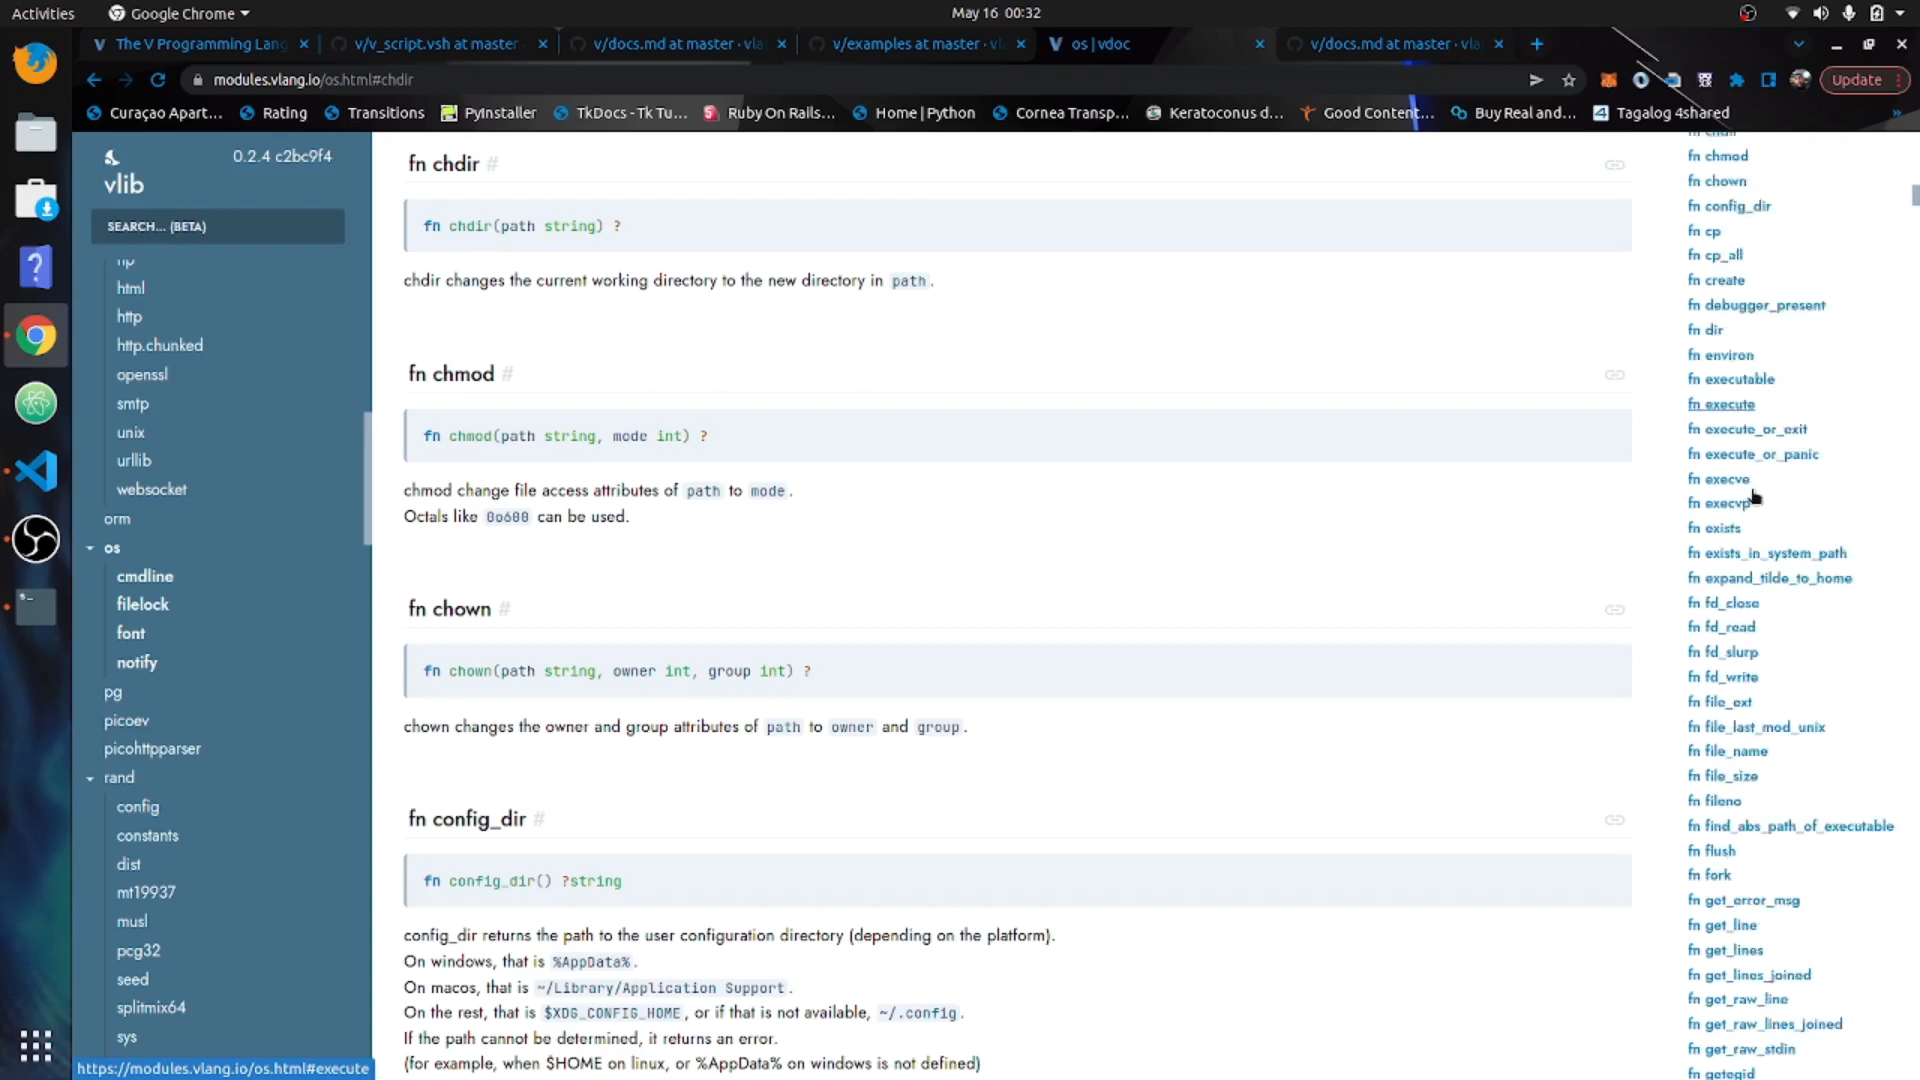 Activities
Google Chrome
May 16 00:32
The V Programming Lang
v/v_script.vsh at master
v/docs.md at master · vla
v/examples at master · vl
os | vdoc
v/docs.md at master · vla
modules.vlang.io/os.html#chdir
Update
Curaçao Apart...
Rating
Transitions
PyInstaller
TkDocs - Tk Tu...
Ruby On Rails...
Home | Python
Cornea Transp...
Keratoconus d...
Good Content...
Buy Real and...
Tagalog 4shared
0.2.4 c2bc9f4
vlib
SEARCH... (BETA)
html
http
http.chunked
openssl
smtp
unix
urllib
websocket
orm
os
cmdline
filelock
font
notify
pg
picoev
picohttpparser
rand
config
constants
dist
mt19937
musl
pcg32
seed
splitmix64
sys
https://modules.vlang.io/os.html#execute
fn chdir #
fn chdir(path string) ?
chdir changes the current working directory to the new directory in path.
fn chmod #
fn chmod(path string, mode int) ?
chmod change file access attributes of path to mode.
Octals like 0o600 can be used.
fn chown #
fn chown(path string, owner int, group int) ?
chown changes the owner and group attributes of path to owner and group.
fn config_dir #
fn config_dir() ?string
config_dir returns the path to the user configuration directory (depending on the platform).
On windows, that is %AppData%.
On macos, that is ~/Library/Application Support.
On the rest, that is $XDG_CONFIG_HOME, or if that is not available, ~/.config.
If the path cannot be determined, it returns an error.
(for example, when $HOME on linux, or %AppData% on windows is not defined)
fn chdir
fn chmod
fn chown
fn config_dir
fn cp
fn cp_all
fn create
fn debugger_present
fn dir
fn environ
fn executable
fn execute
fn execute_or_exit
fn execute_or_panic
fn execve
fn execvp
fn exists
fn exists_in_system_path
fn expand_tilde_to_home
fn fd_close
fn fd_read
fn fd_slurp
fn fd_write
fn file_ext
fn file_last_mod_unix
fn file_name
fn file_size
fn fileno
fn find_abs_path_of_executable
fn flush
fn fork
fn get_error_msg
fn get_line
fn get_lines
fn get_lines_joined
fn get_raw_line
fn get_raw_lines_joined
fn get_raw_stdin
fn getegid